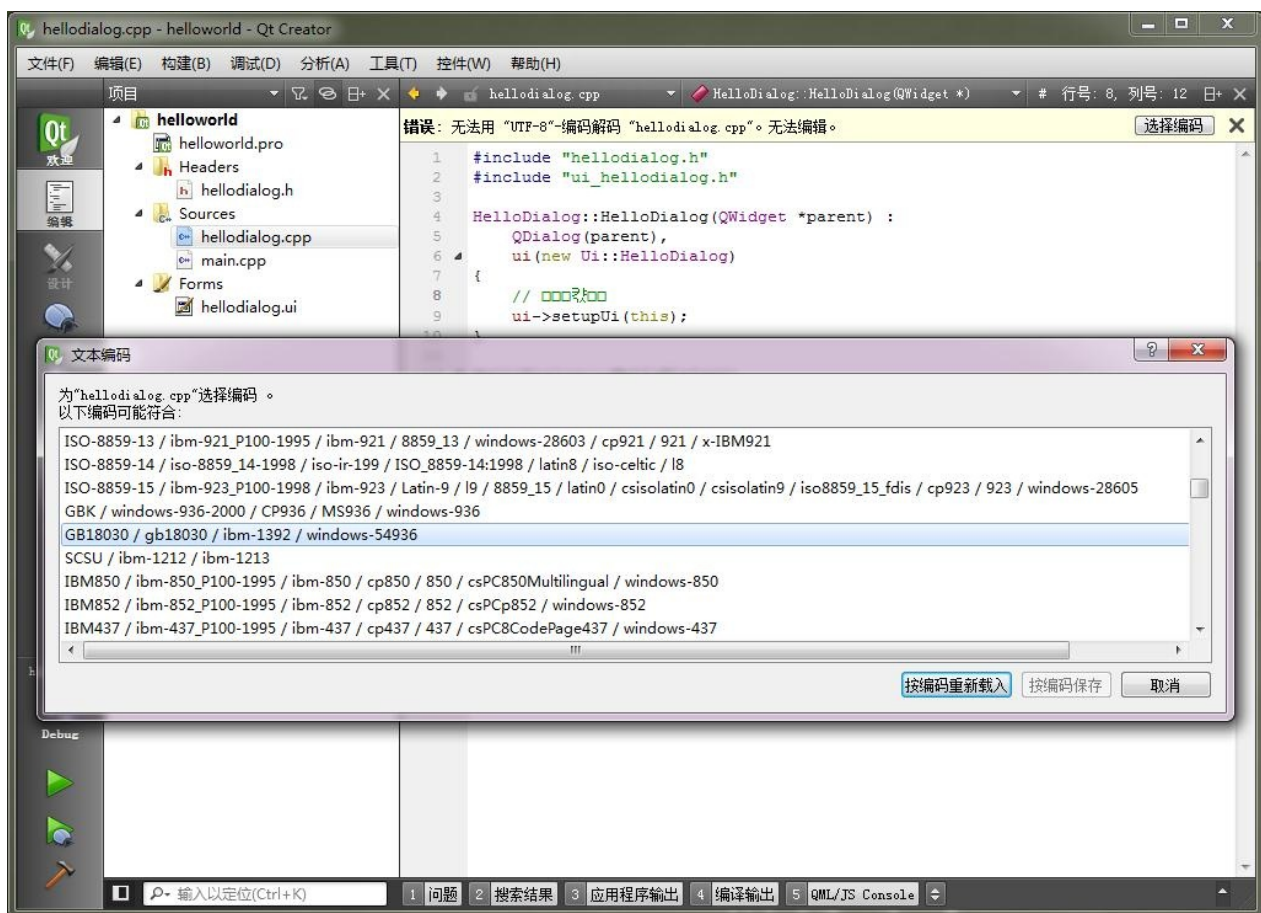 hellodialog.cpp - helloworld - Qt Creator
文件(F) 编辑(E) 构建(B) 调试(D) 分析(A) 工具(T) 控件(W) 帮助(H)
项目 hellodialog.cpp HelloDialog::HelloDialog(QWidget *) # 行号: 8, 列号: 12
欢迎
编辑
设计
helloworld
helloworld.pro
Headers
hellodialog.h
Sources
hellodialog.cpp
main.cpp
Forms
hellodialog.ui
错误: 无法用 "UTF-8"-编码解码 "hellodialog.cpp"。无法编辑。 选择编码
1 #include "hellodialog.h"
2 #include "ui_hellodialog.h"
3
4 HelloDialog::HelloDialog(QWidget *parent) :
5 QDialog(parent),
6 ui(new Ui::HelloDialog)
7 {
8 //
9 ui->setupUi(this);
文本编码
为"hellodialog.cpp"选择编码 。
以下编码可能符合:
ISO-8859-13 / ibm-921_P100-1995 / ibm-921 / 8859_13 / windows-28603 / cp921 / 921 / x-IBM921
ISO-8859-14 / iso-8859_14-1998 / iso-ir-199 / ISO_8859-14:1998 / latin8 / iso-celtic / l8
ISO-8859-15 / ibm-923_P100-1998 / ibm-923 / Latin-9 / l9 / 8859_15 / latin0 / csisolatin0 / csisolatin9 / iso8859_15_fdis / cp923 / 923 / windows-28605
GBK / windows-936-2000 / CP936 / MS936 / windows-936
GB18030 / gb18030 / ibm-1392 / windows-54936
SCSU / ibm-1212 / ibm-1213
IBM850 / ibm-850_P100-1995 / ibm-850 / cp850 / 850 / csPC850Multilingual / windows-850
IBM852 / ibm-852_P100-1995 / ibm-852 / cp852 / 852 / csPCp852 / windows-852
IBM437 / ibm-437_P100-1995 / ibm-437 / cp437 / 437 / csPC8CodePage437 / windows-437
按编码重新载入 按编码保存 取消
Debug
输入以定位(Ctrl+K) 1 问题 2 搜索结果 3 应用程序输出 4 编译输出 5 QML/JS Console